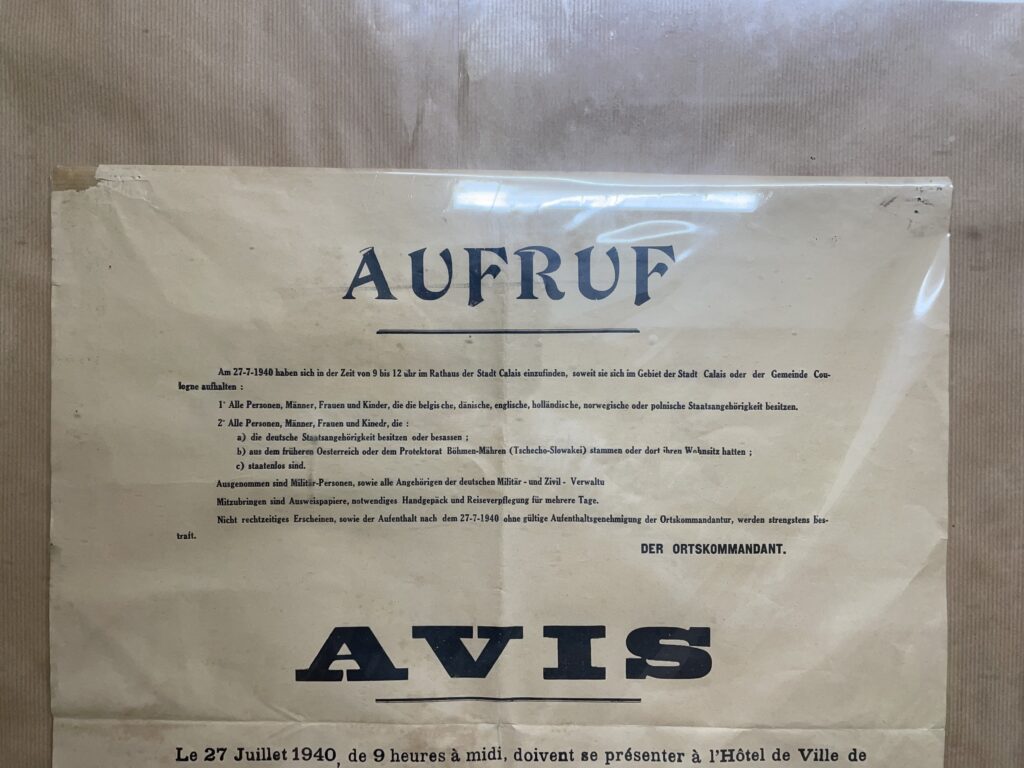 AUFRUF
Am 27-7-1940 haben sich in der Zeit von 9 bis 12 uhr im Rathaus der Stadt Calais einzufinden, soweit sie sich im Gebiet der Stadt Calais oder der Gemeinde Cou-
logne aufhalten :
1° Alle Personen, Männer, Frauen und Kinder, die die belgische, dänische, englische, holländische, norwegische oder polnische Staatsangehörigkeit besitzen.
2° Alle Personen, Männer, Frauen und Kinedr, die :
a) die deutsche Staatsangehörigkeit besitzen oder besassen ;
b) aus dem früheren Oesterreich oder dem Protektorat Böhmen-Mähren (Tschecho-Slowakei) stammen oder dort ihren Wohnsitz hatten ;
c) staatenlos sind.
Ausgenommen sind Militär-Personen, sowie alle Angehörigen der deutschen Militär - und Zivil - Verwaltu
Mitzubringen sind Ausweispapiere, notwendiges Handgepäck und Reiseverpflegung für mehrere Tage.
Nicht rechtzeitiges Erscheinen, sowie der Aufenthalt nach dem 27-7-1940 ohne gültige Aufenthaltsgenehmigung der Ortskommandantur, werden strengstens bes-
traft.
DER ORTSKOMMANDANT.
AVIS
Le 27 Juillet 1940, de 9 heures à midi, doivent se présenter à l'Hôtel de Ville de